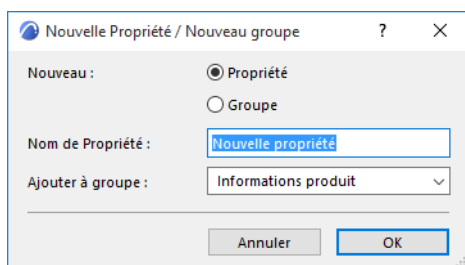 Nouvelle Propriété / Nouveau groupe ?
Nouveau : Propriété
Groupe
Nom de Propriété : Nouvelle propriété
Ajouter à groupe : Informations produit
Annuler OK